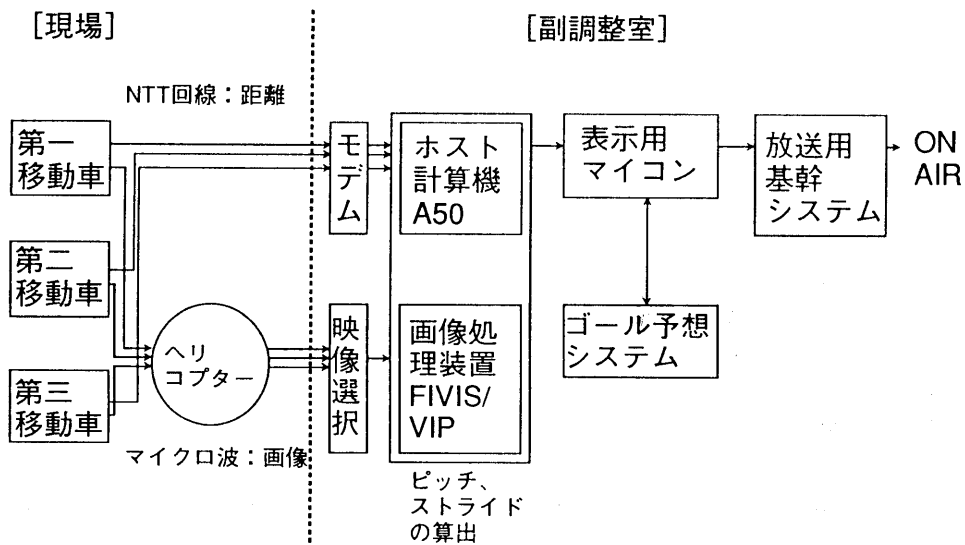 [現場]
[副調整室]
NTT回線:距離
第一
移動車
第二
移動車
第三
移動車
ヘリ
コプター
マイクロ波:画像
モデム
映像選択
ホスト
計算機
A50
画像処
理装置
FIVIS/
VIP
ピッチ、
ストライド
の算出
表示用
マイコン
ゴール予想
システム
放送用
基幹
システム
ON
AIR